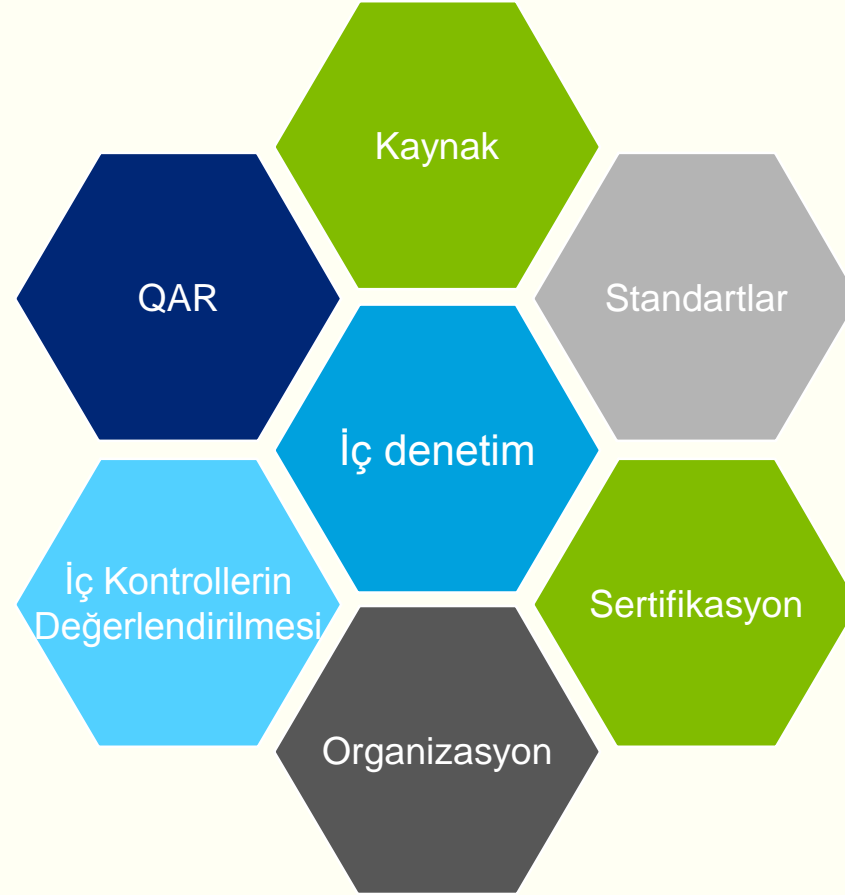 Kaynak
QAR
Standartlar
İç denetim
İç Kontrollerin
Değerlendirilmesi
Sertifikasyon
Organizasyon